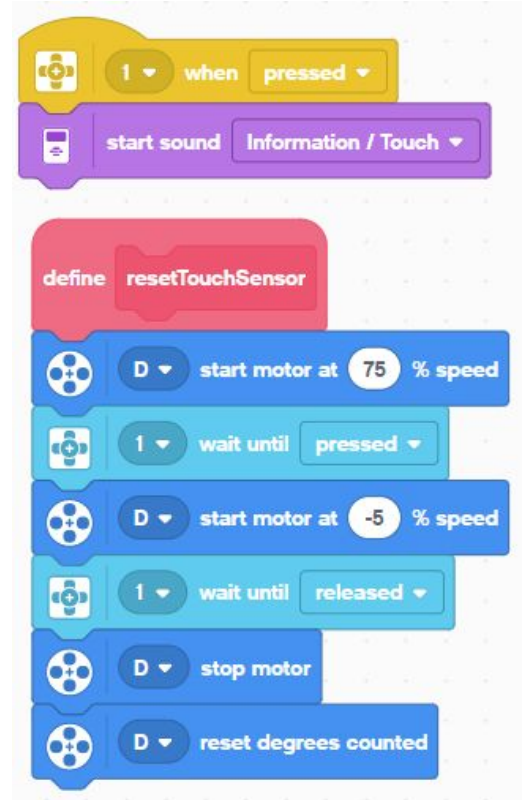 1 when pressed
start sound Information / Touch
define resetTouchSensor
D start motor at 75 % speed
1 wait until pressed
D start motor at -5 % speed
1 wait until released
D stop motor
D reset degrees counted